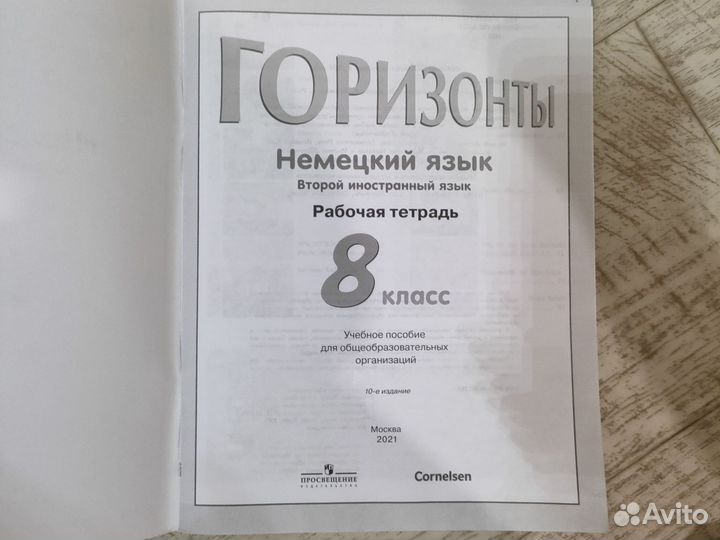 ГОРИЗОНТЫ
Немецкий язык
Второй иностранный язык
Рабочая тетрадь
8 класс
Учебное пособие
для общеобразовательных
организаций
10-е издание
Москва
2021
ПРОСВЕЩЕНИЕ
ИЗДАТЕЛЬСТВО
Cornelsen
Avito